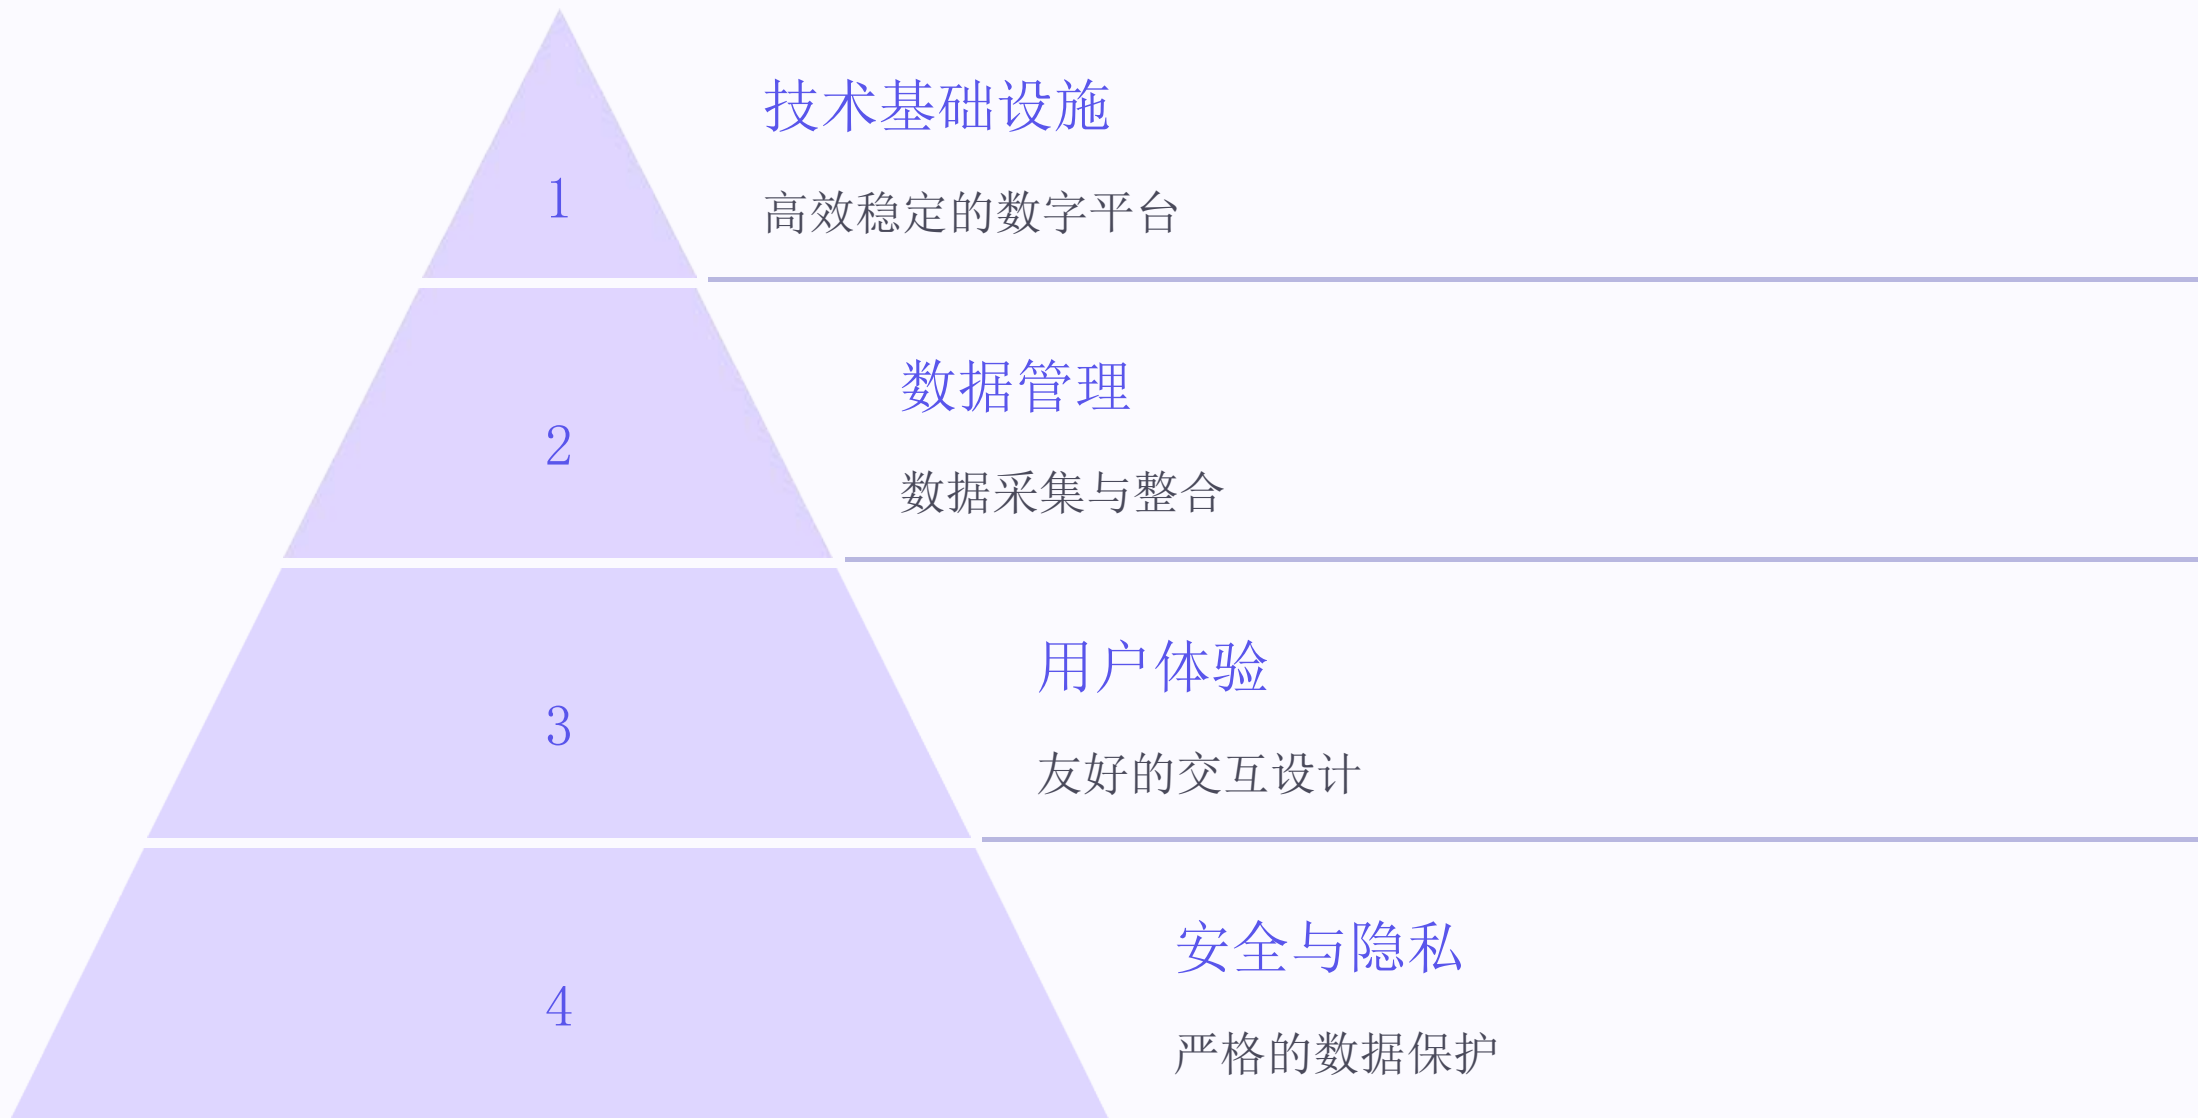 1
技术基础设施
高效稳定的数字平台
2
数据管理
数据采集与整合
3
用户体验
友好的交互设计
4
安全与隐私
严格的数据保护